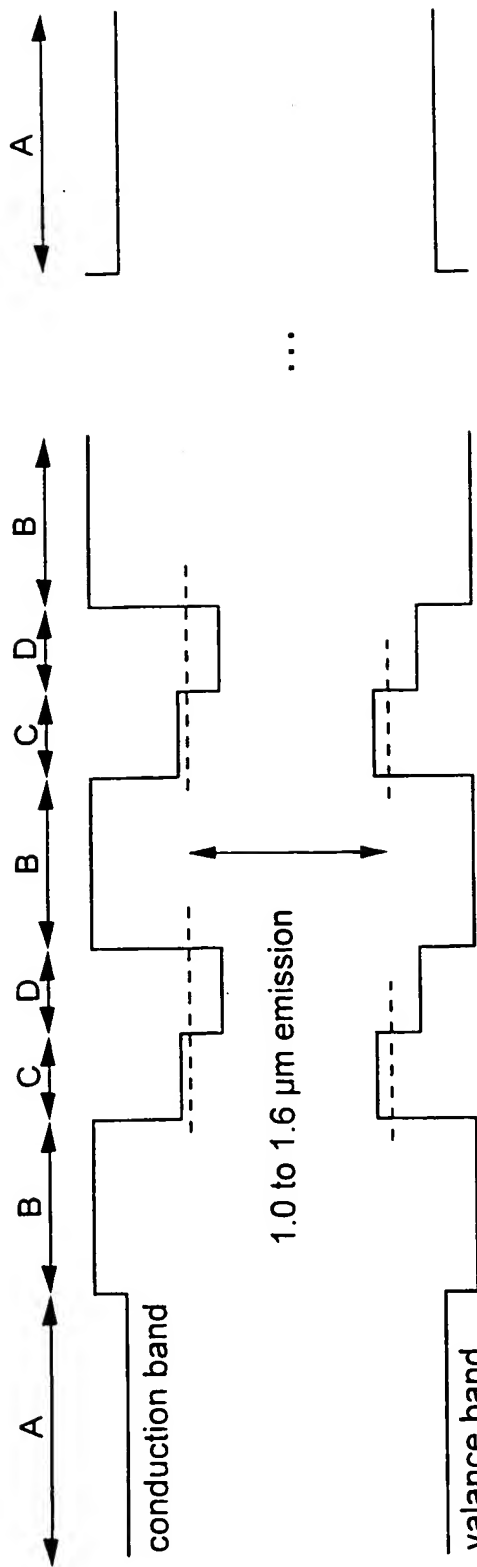 A B C D B C D B A
conduction band
1.0 to 1.6 µm emission
...
valance band